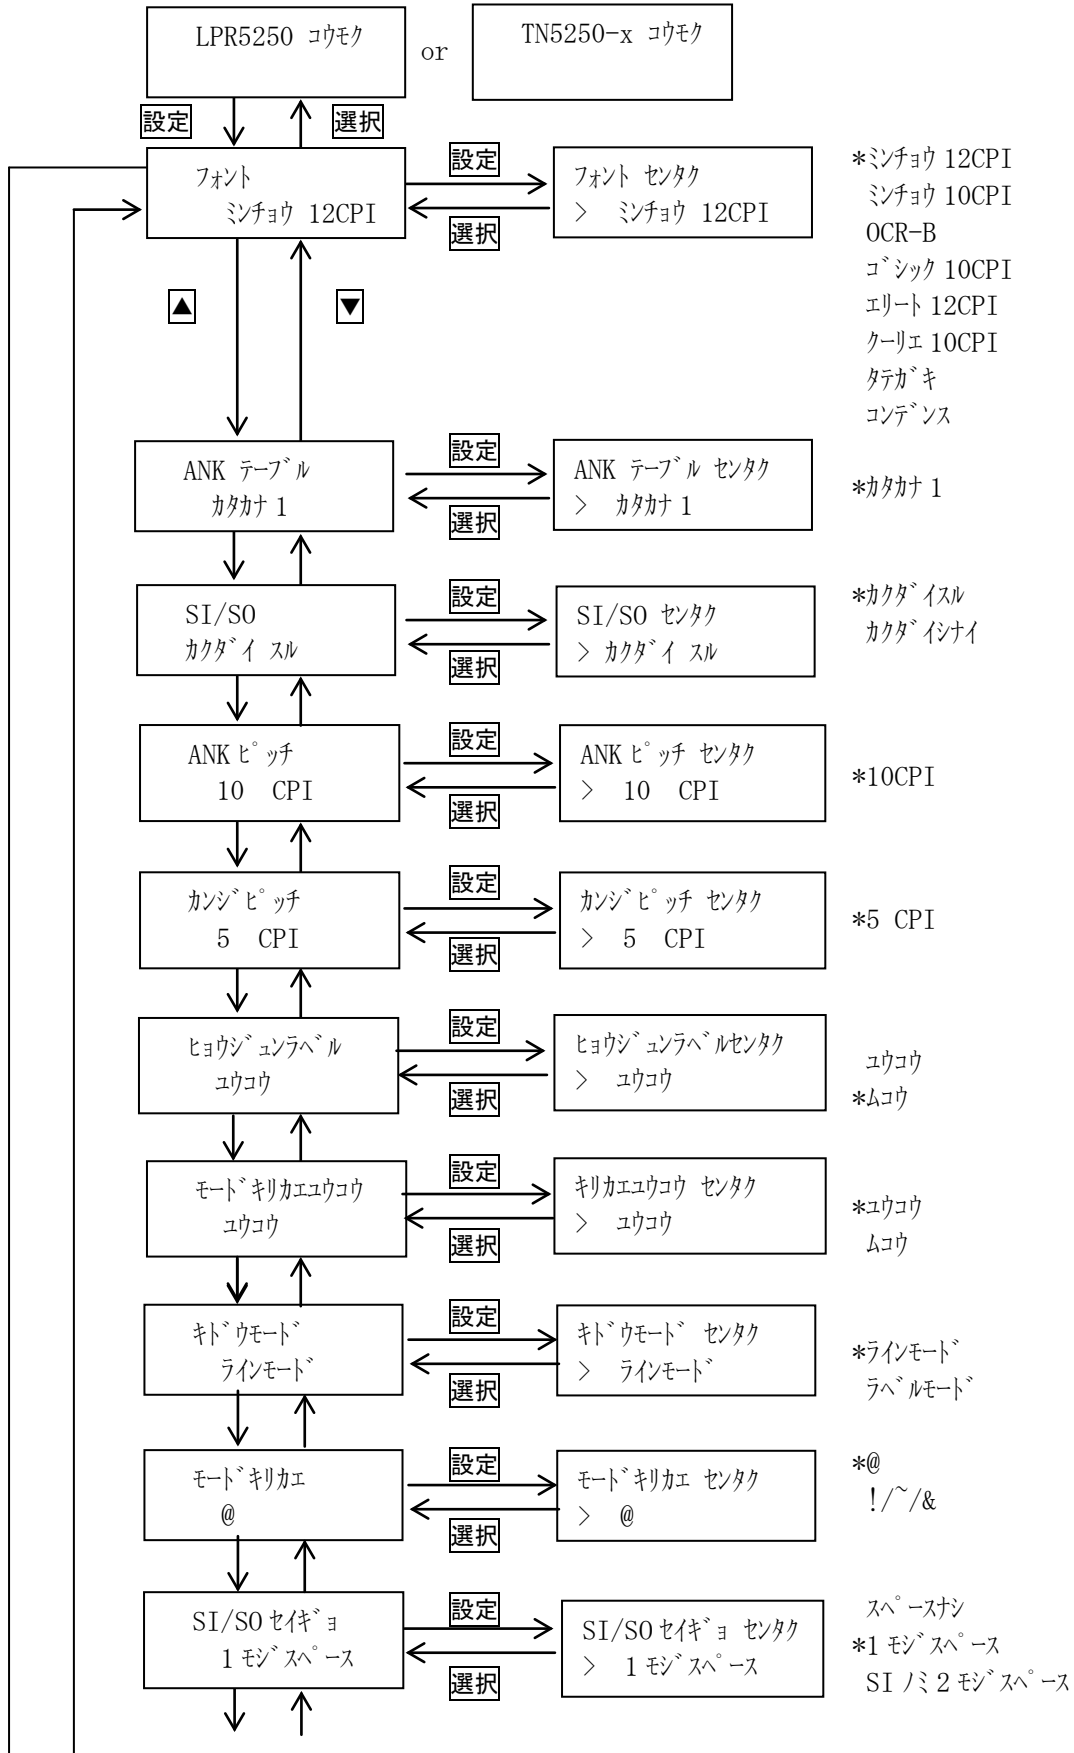 LPR5250 ｺｳﾓｸ
or
TN5250-x ｺｳﾓｸ
設定
選択
ﾌｫﾝﾄ
ﾐﾝﾁｮｳ 12CPI
設定
選択
ﾌｫﾝﾄ ｾﾝﾀｸ
> ﾐﾝﾁｮｳ 12CPI
*ﾐﾝﾁｮｳ 12CPI
ﾐﾝﾁｮｳ 10CPI
OCR-B
ｺﾞｼｯｸ 10CPI
ｴﾘｰﾄ 12CPI
ｸｰﾘｴ 10CPI
ﾀﾃｶﾞｷ
ｺﾝﾃﾞﾝｽ
▲
▼
ANK ﾃｰﾌﾞﾙ
ｶﾀｶﾅ 1
設定
選択
ANK ﾃｰﾌﾞﾙ ｾﾝﾀｸ
> ｶﾀｶﾅ 1
*ｶﾀｶﾅ 1
SI/SO
ｶｸﾀﾞｲ ｽﾙ
設定
選択
SI/SO ｾﾝﾀｸ
> ｶｸﾀﾞｲ ｽﾙ
*ｶｸﾀﾞｲｽﾙ
ｶｸﾀﾞｲｼﾅｲ
ANK ﾋﾟｯﾁ
10 CPI
設定
選択
ANK ﾋﾟｯﾁ ｾﾝﾀｸ
> 10 CPI
*10CPI
ｶﾝｼﾞﾋﾟｯﾁ
5 CPI
設定
選択
ｶﾝｼﾞﾋﾟｯﾁ ｾﾝﾀｸ
> 5 CPI
*5 CPI
ﾋｮｳｼﾞｭﾝﾗﾍﾞﾙ
ﾕｳｺｳ
設定
選択
ﾋｮｳｼﾞｭﾝﾗﾍﾞﾙｾﾝﾀｸ
> ﾕｳｺｳ
ﾕｳｺｳ
*ﾑｺｳ
ﾓｰﾄﾞｷﾘｶｴﾕｳｺｳ
ﾕｳｺｳ
設定
選択
ｷﾘｶｴﾕｳｺｳ ｾﾝﾀｸ
> ﾕｳｺｳ
*ﾕｳｺｳ
ﾑｺｳ
ｷﾄﾞｳﾓｰﾄﾞ
ﾗｲﾝﾓｰﾄﾞ
設定
選択
ｷﾄﾞｳﾓｰﾄﾞ ｾﾝﾀｸ
> ﾗｲﾝﾓｰﾄﾞ
*ﾗｲﾝﾓｰﾄﾞ
ﾗﾍﾞﾙﾓｰﾄﾞ
ﾓｰﾄﾞｷﾘｶｴ
@
設定
選択
ﾓｰﾄﾞｷﾘｶｴ ｾﾝﾀｸ
> @
*@
!/~/&
SI/SO ｾｲｷﾞｮ
1 ﾓｼﾞｽﾍﾟｰｽ
設定
選択
SI/SO ｾｲｷﾞｮ ｾﾝﾀｸ
> 1 ﾓｼﾞｽﾍﾟｰｽ
ｽﾍﾟｰｽﾅｼ
*1 ﾓｼﾞｽﾍﾟｰｽ
SI ﾉﾐ 2 ﾓｼﾞｽﾍﾟｰｽ